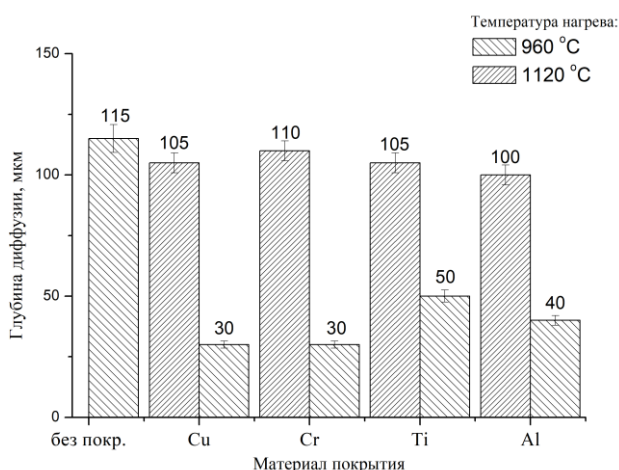 Температура нагрева:
960 °C
1120 °C
Глубина диффузии, мкм
150
100
50
0
115
105
30
110
30
105
50
100
40
без покр.
Cu
Cr
Ti
Al
Материал покрытия